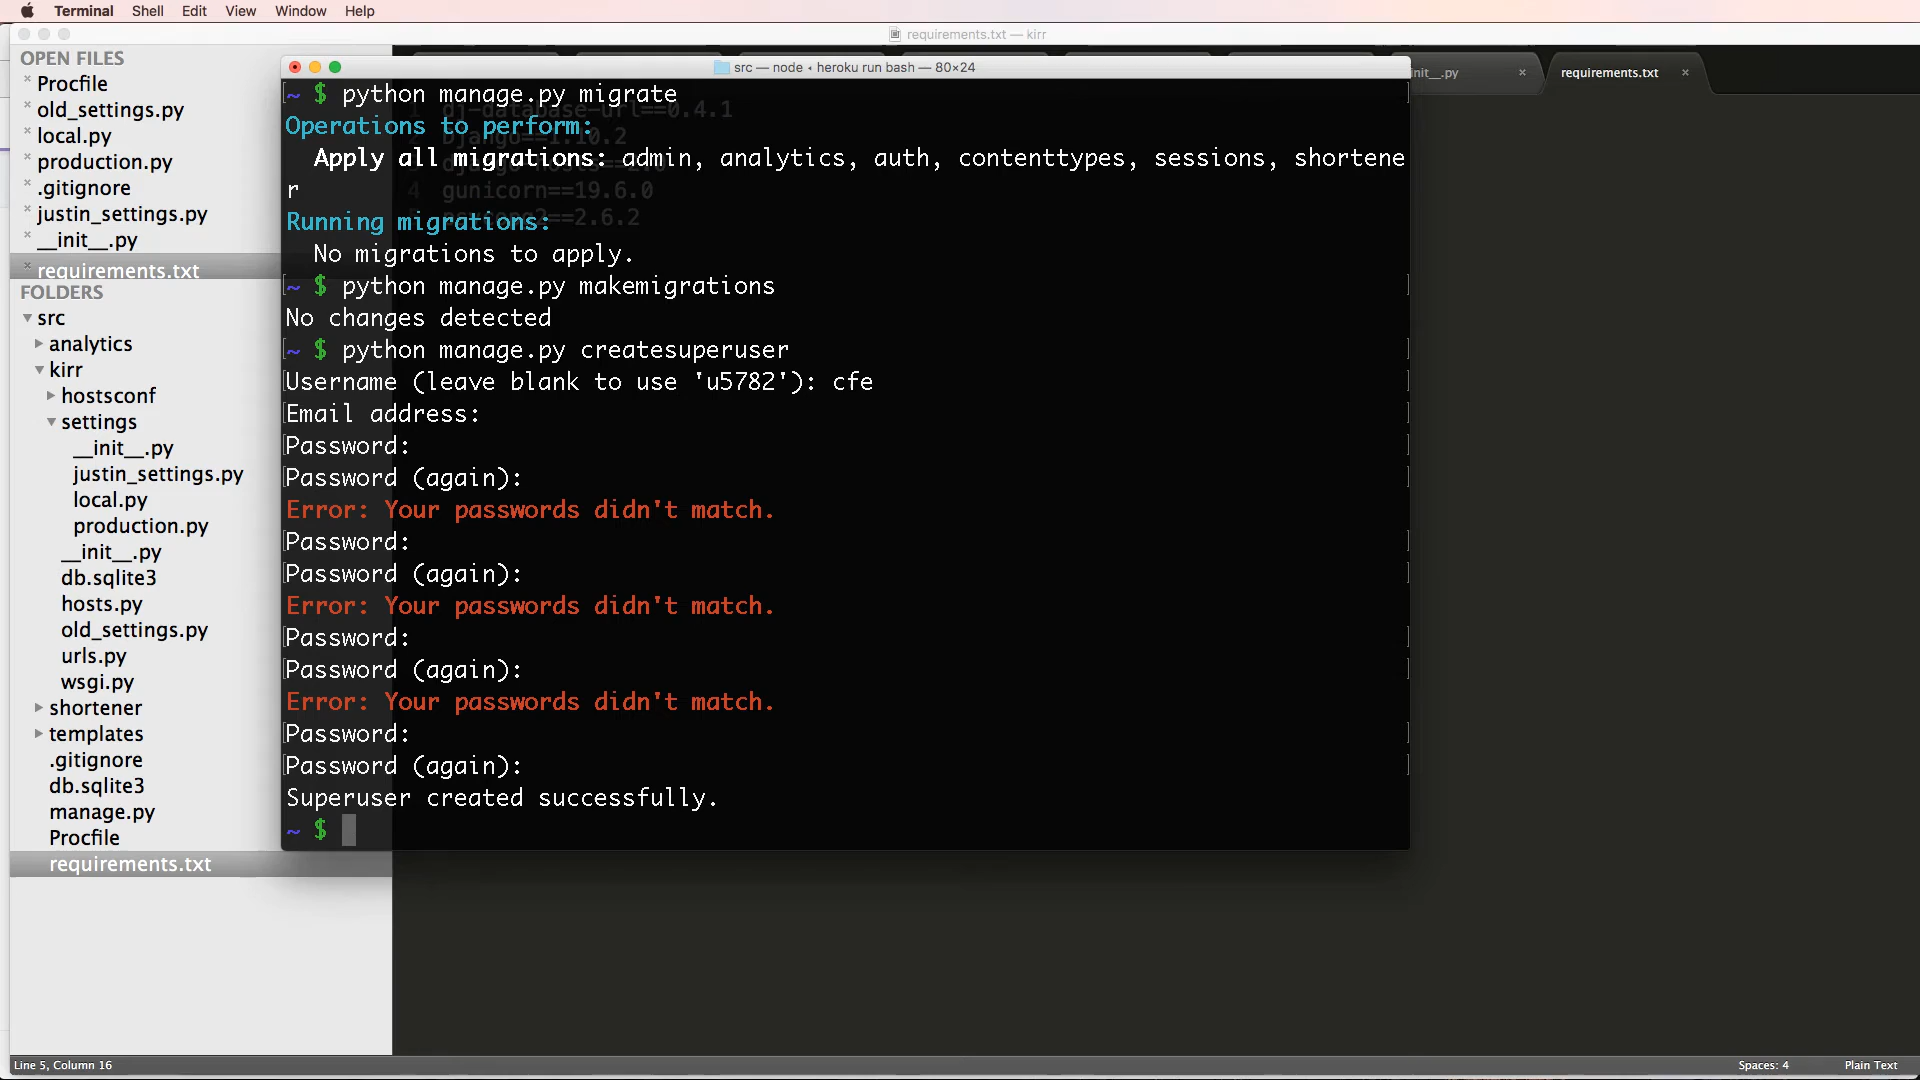 Terminal Shell Edit View Window Help
requirements.txt — kirr
OPEN FILES
Procfile
old_settings.py
local.py
production.py
.gitignore
justin_settings.py
__init__.py
requirements.txt
FOLDERS
src
analytics
kirr
hostsconf
settings
__init__.py
justin_settings.py
local.py
production.py
__init__.py
db.sqlite3
hosts.py
old_settings.py
urls.py
wsgi.py
shortener
templates
.gitignore
db.sqlite3
manage.py
Procfile
requirements.txt
nit__.py × requirements.txt ×
src — node ◂ heroku run bash — 80×24
~ $ python manage.py migrate
Operations to perform:
Apply all migrations: admin, analytics, auth, contenttypes, sessions, shortene
r
Running migrations:
No migrations to apply.
~ $ python manage.py makemigrations
No changes detected
~ $ python manage.py createsuperuser
Username (leave blank to use 'u5782'): cfe
Email address:
Password:
Password (again):
Error: Your passwords didn't match.
Password:
Password (again):
Error: Your passwords didn't match.
Password:
Password (again):
Error: Your passwords didn't match.
Password:
Password (again):
Superuser created successfully.
~ $
4 gunicorn==19.6.0
Line 5, Column 16
Spaces: 4 Plain Text